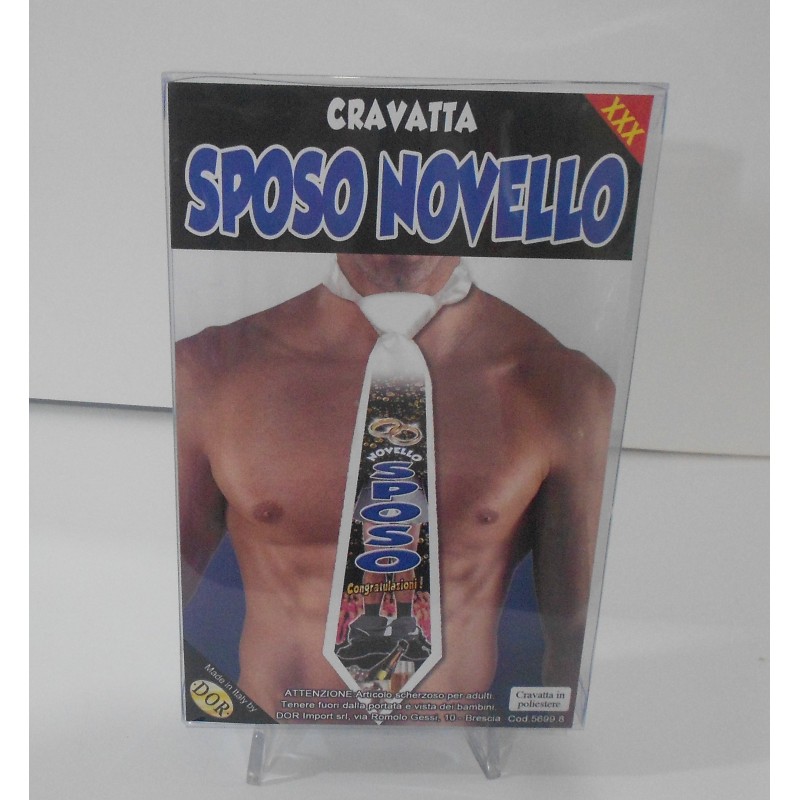 CRAVATTA
XXX
SPOSO NOVELLO
NOVELLO
SPOSO
Congratulazioni !
Made in Italy by
DOR
ATTENZIONE Articolo scherzoso per adulti.
Tenere fuori dalla portata e vista dei bambini.
DOR Import srl, via Romolo Gessi, 10 Brescia Cod.5699.8
Cravatta in
poliestere